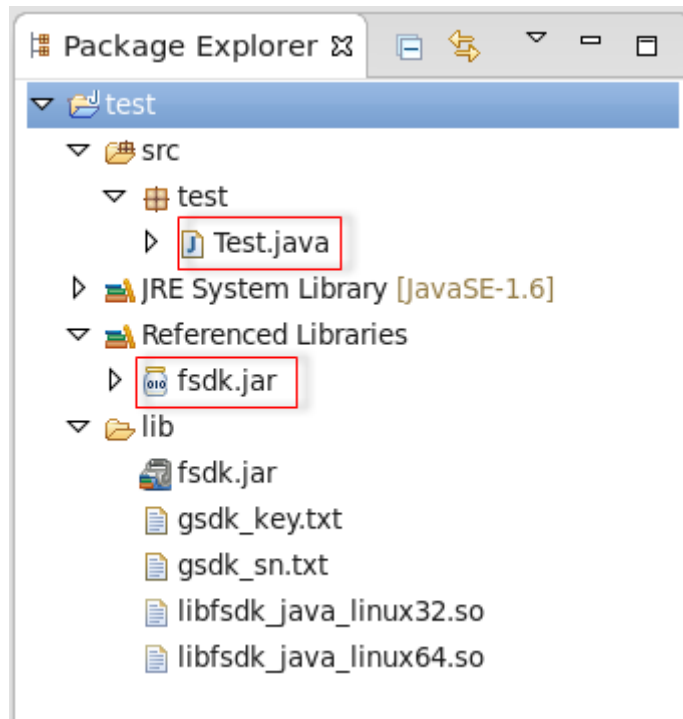 Package Explorer
test
src
test
Test.java
JRE System Library [JavaSE-1.6]
Referenced Libraries
fsdk.jar
lib
fsdk.jar
gsdk_key.txt
gsdk_sn.txt
libfsdk_java_linux32.so
libfsdk_java_linux64.so